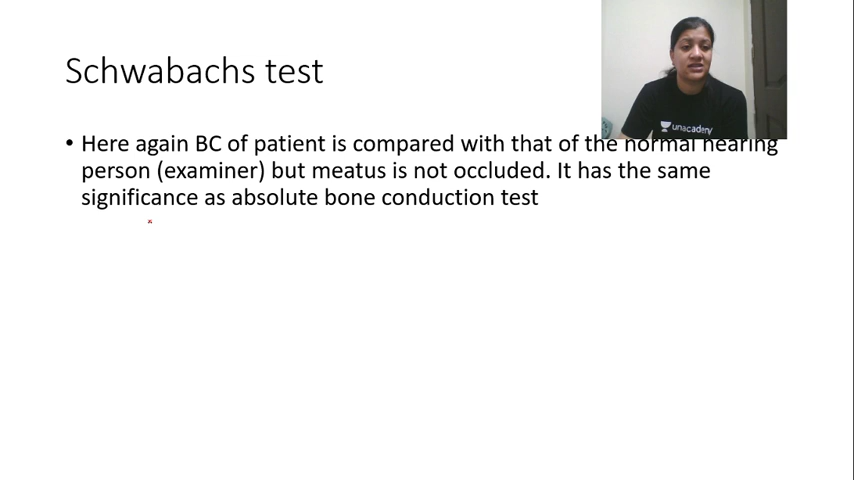 Schwabachs test
unacademy
• Here again BC of patient is compared with that of the normal hearing
person (examiner) but meatus is not occluded. It has the same
significance as absolute bone conduction test